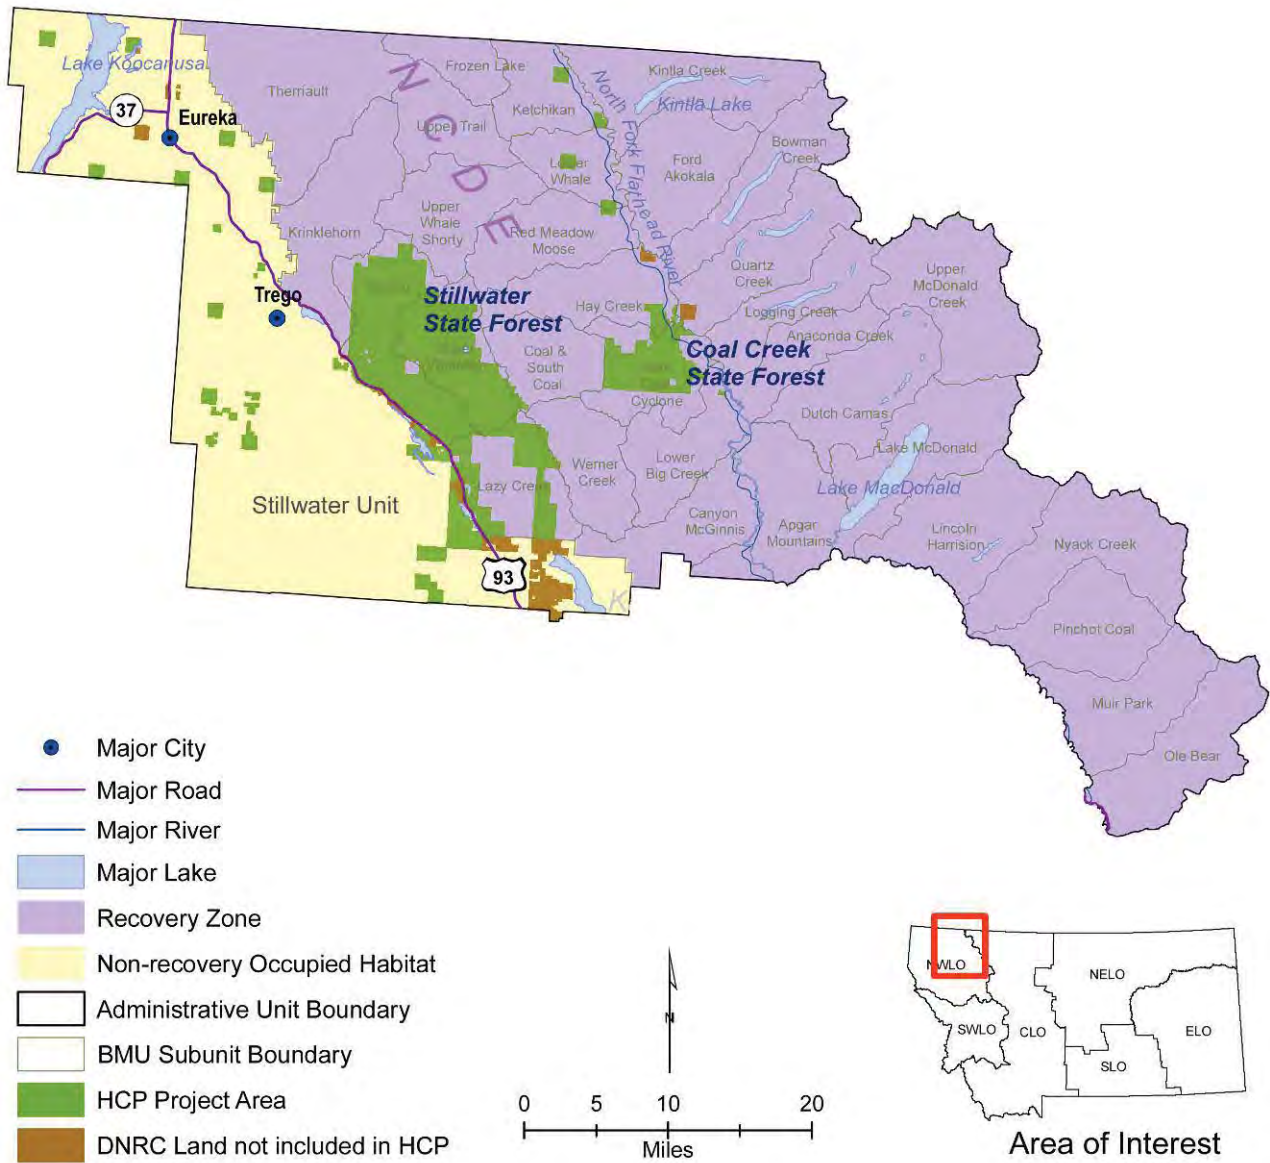 Lake Koocanusa
37
Eureka
Therriault
N
C
D
E
Frozen Lake
Ketchikan
Upper Trail
Lower
Whale
North Fork Flathead River
Kintla Creek
Kintla Lake
Bowman
Creek
Ford
Akokala
Krinklehorn
Upper
Whale
Shorty
Red Meadow
Moose
Quartz
Creek
Upper
McDonald
Creek
Trego
Stillwater
State Forest
Hay Creek
Logging Creek
Anaconda Creek
Coal &
South
Coal
Coal Creek
State Forest
Cyclone
Dutch Camas
Lake McDonald
Lake MacDonald
Werner
Creek
Lower
Big Creek
Lazy Creek
Stillwater Unit
Canyon
McGinnis
Apgar
Mountains
Lincoln
Harrision
Nyack Creek
93
K
Pinchot Coal
Muir Park
Ole Bear
Major City
Major Road
Major River
Major Lake
Recovery Zone
Non-recovery Occupied Habitat
Administrative Unit Boundary
BMU Subunit Boundary
HCP Project Area
DNRC Land not included in HCP
N
0 5 10 20
Miles
NWLO
SWLO
CLO
NELO
ELO
SLO
Area of Interest